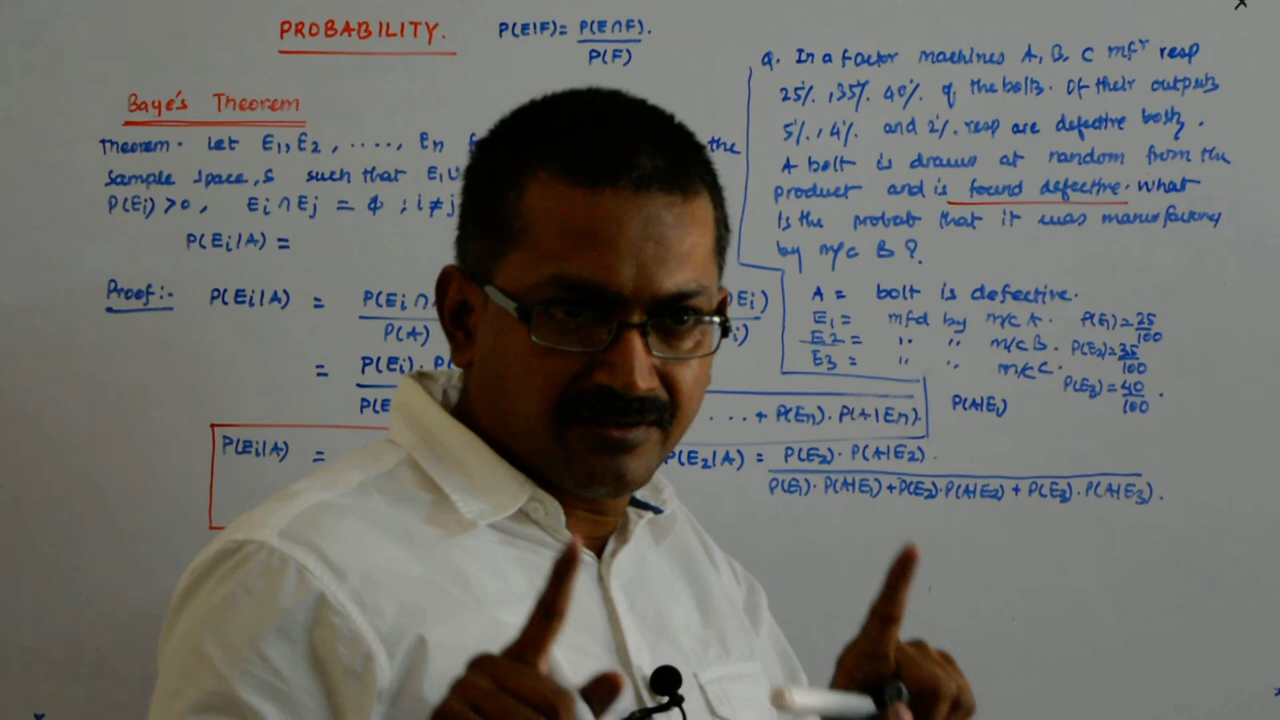 PROBABILITY.
P(E|F)= P(E∩F).
P(F)
Baye's Theorem
Theorem. Let E1, E2, ....., En
the
Sample space, S such that E1U
P(Ei) >0, Ei ∩ Ej = ϕ ; i≠j
P(Ei|A) =
Proof:- P(Ei|A) = P(Ei ∩ Ei)
P(A)
= P(Ei).
P(E ... + P(En). P(A|En).
P(Ei|A) =
Q. In a factor machines A, B, C mfr resp
25%., 35%. 40%. of the bolts. Of their outputs
5%., 4%. and 2%. resp are defective bolts.
A bolt is drawn at random from the
product and is found defective. What
is the probab that it was manufacturing
by m/c B ?
A = bolt is defective.
E1 = mfd by m/c A. P(E1)=25
100
E2 = " " m/c B. P(E2)=35
100
E3 = " " m/c C. P(E3)=40
100
P(A|E1)
P(E2|A) = P(E2). P(A|E2).
P(E1). P(A|E1)+P(E2).P(A|E2) + P(E3). P(A|E3).